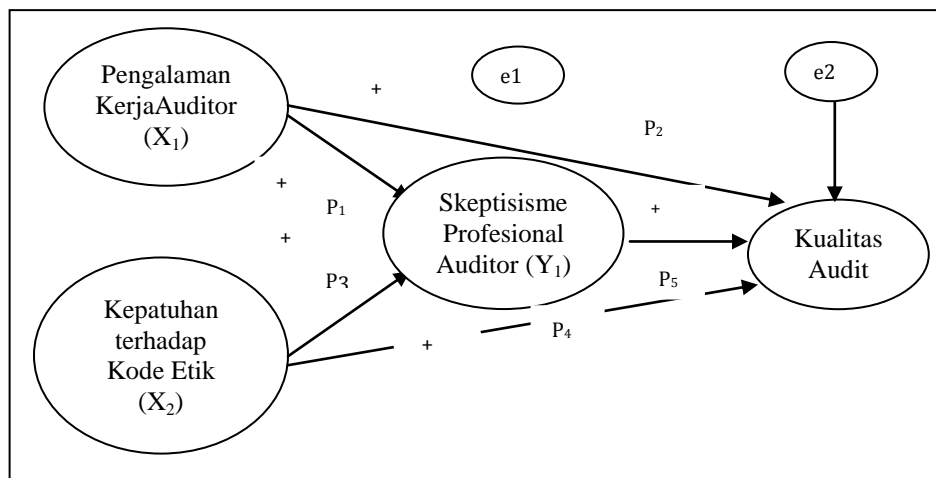 Pengalaman
KerjaAuditor
(X₁)
e1
e2
+
P₂
+
P₁
Skeptisisme
Profesional
Auditor (Y₁)
+
Kualitas
Audit
+
P3
P₅
Kepatuhan
terhadap
Kode Etik
(X₂)
+
P₄